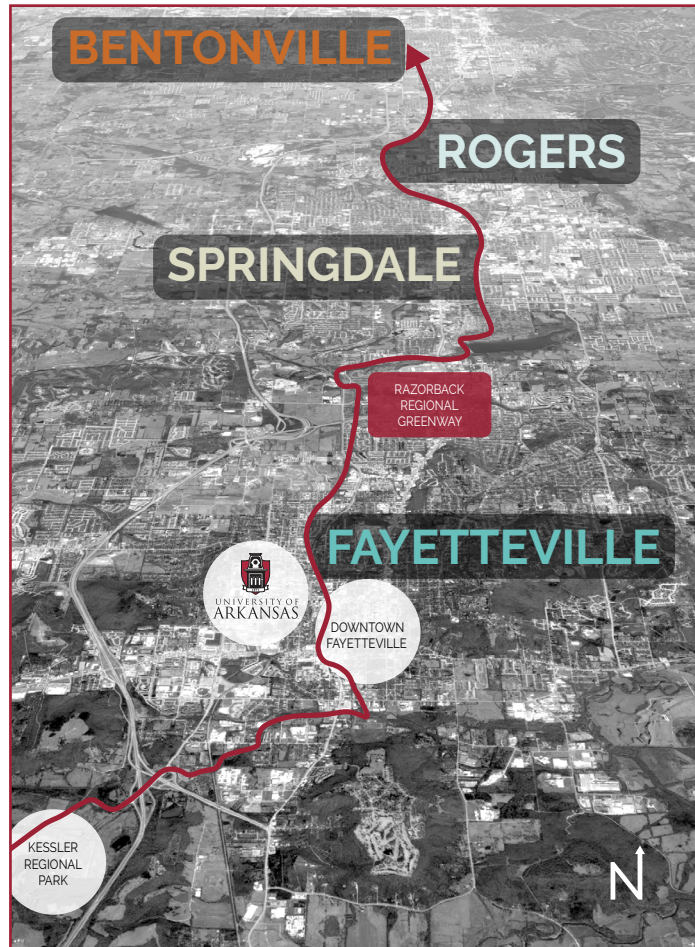 BENTONVILLE
ROGERS
SPRINGDALE
RAZORBACK
REGIONAL
GREENWAY
FAYETTEVILLE
UNIVERSITY OF
ARKANSAS
DOWNTOWN
FAYETTEVILLE
KESSLER
REGIONAL
PARK
N